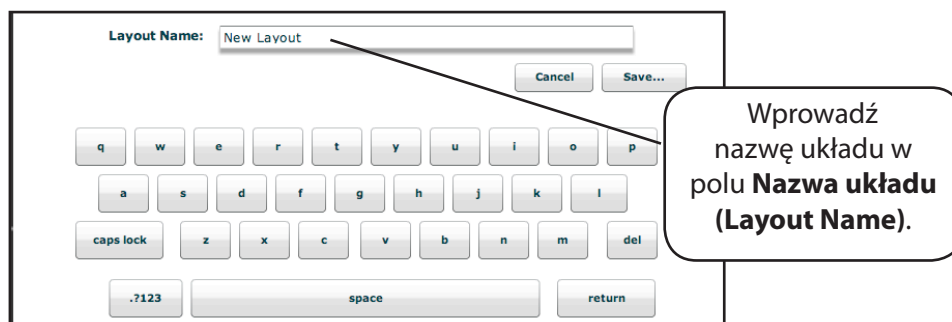 Layout Name: New Layout
Cancel Save...
Wprowadź
nazwę układu w
polu Nazwa układu
(Layout Name).
q w e r t y u i o p
a s d f g h j k l
caps lock z x c v b n m del
.?123 space return